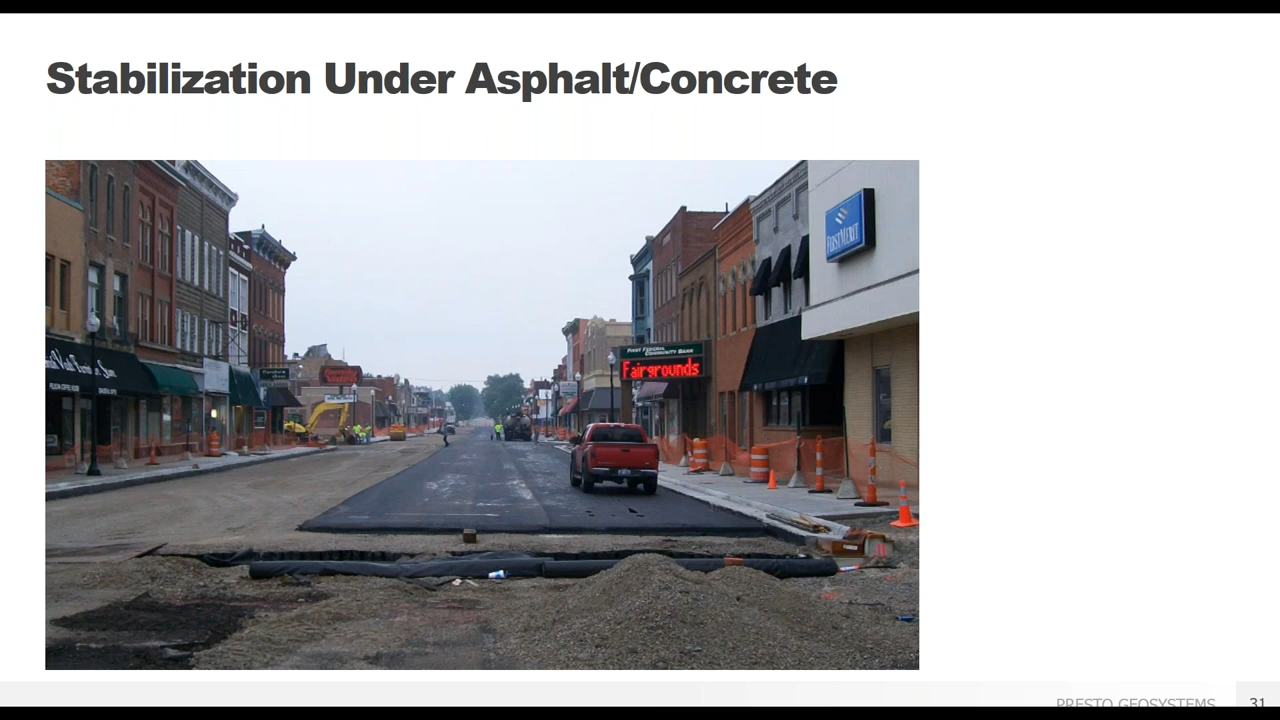 Stabilization Under Asphalt/Concrete
FIRSTMERIT
FIRST FEDERAL
COMMUNITY BANK
Fairgrounds
PRESTO GEOSYSTEMS
31